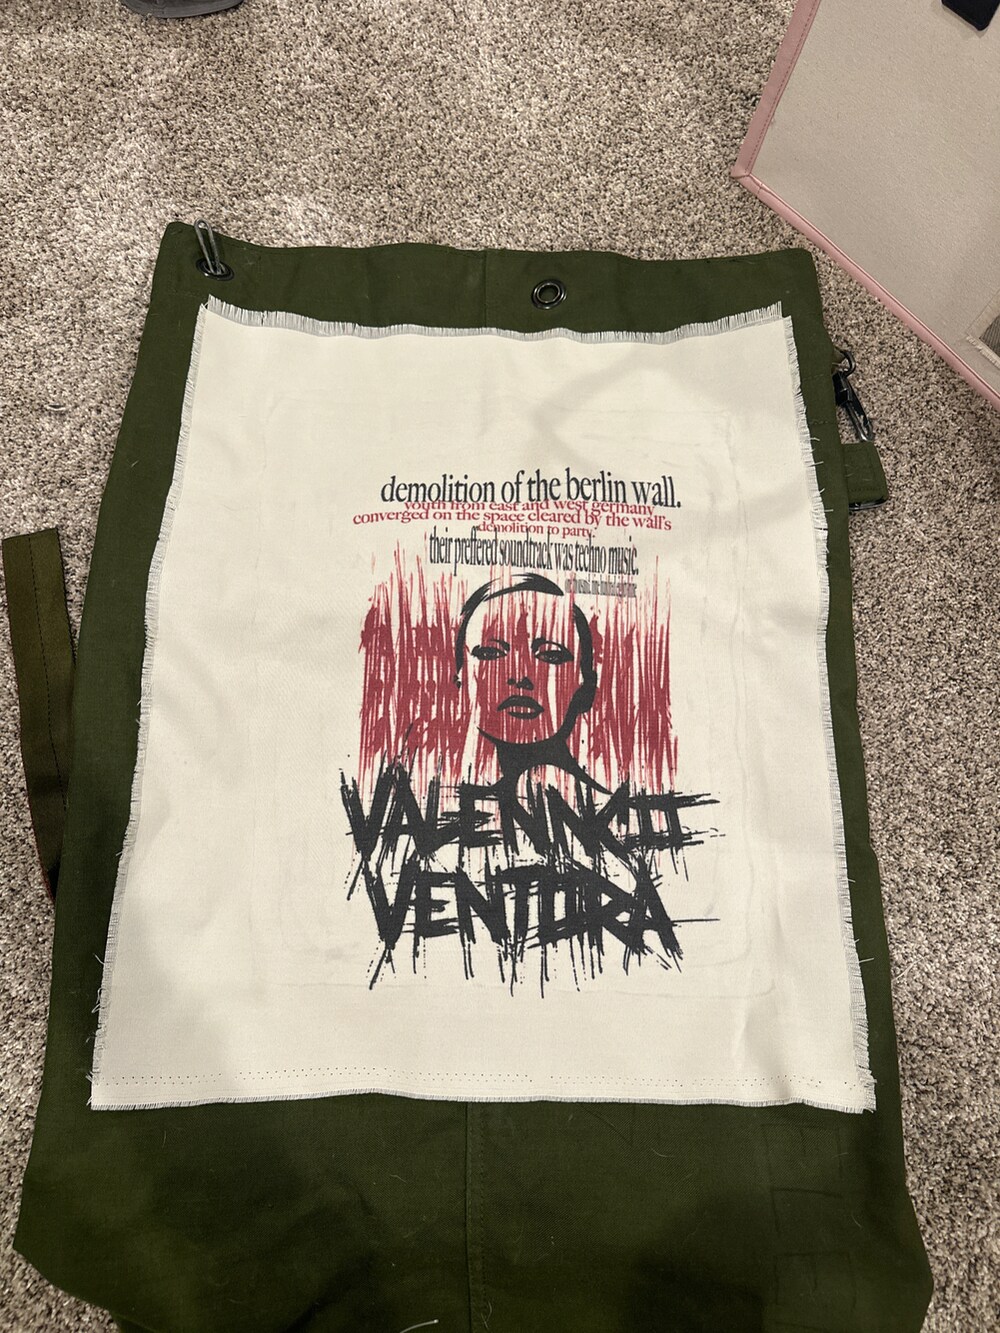 demolition of the berlin wall.
youth from east and west germany
converged on the space cleared by the wall's
demolition to party.
their preffered soundtrack was techno music.
VALENNCII
VENTORA